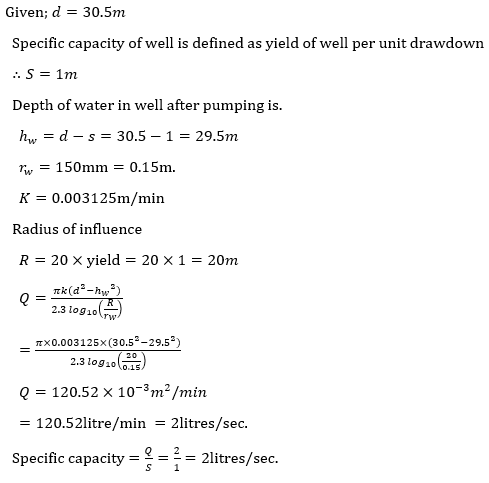 Given; d = 30.5m
Specific capacity of well is defined as yield of well per unit drawdown
∴ S = 1m
Depth of water in well after pumping is.
h_w = d − s = 30.5 − 1 = 29.5m
r_w = 150mm = 0.15m.
K = 0.003125m/min
Radius of influence
R = 20 × yield = 20 × 1 = 20m
Q = πk(d² − h_w²) / 2.3 log₁₀(R/rw)
= π×0.003125×(30.5²−29.5²) / 2.3 log₁₀(20/0.15)
Q = 120.52 × 10⁻³m²/min
= 120.52litre/min = 2litres/sec.
Specific capacity = Q/S = 2/1 = 2litres/sec.